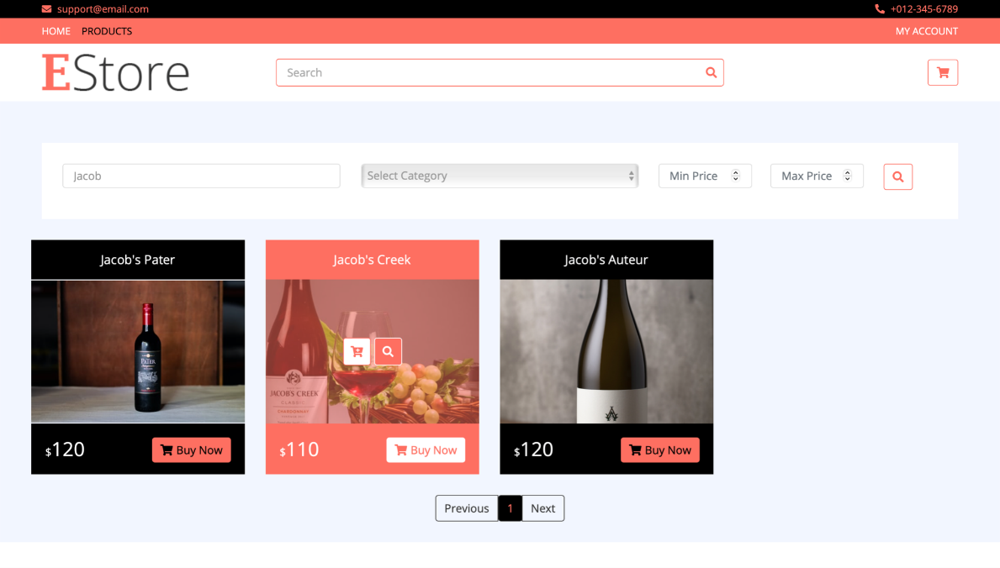 support@email.com
+012-345-6789
HOME PRODUCTS
MY ACCOUNT
EStore
Search
Jacob
Select Category
Min Price
Max Price
Jacob's Pater
Jacob's Creek
Jacob's Auteur
PATER
JACOB'S CREEK
CLASSIC
CHARDONNAY
$120
Buy Now
$110
Buy Now
$120
Buy Now
Previous
1
Next